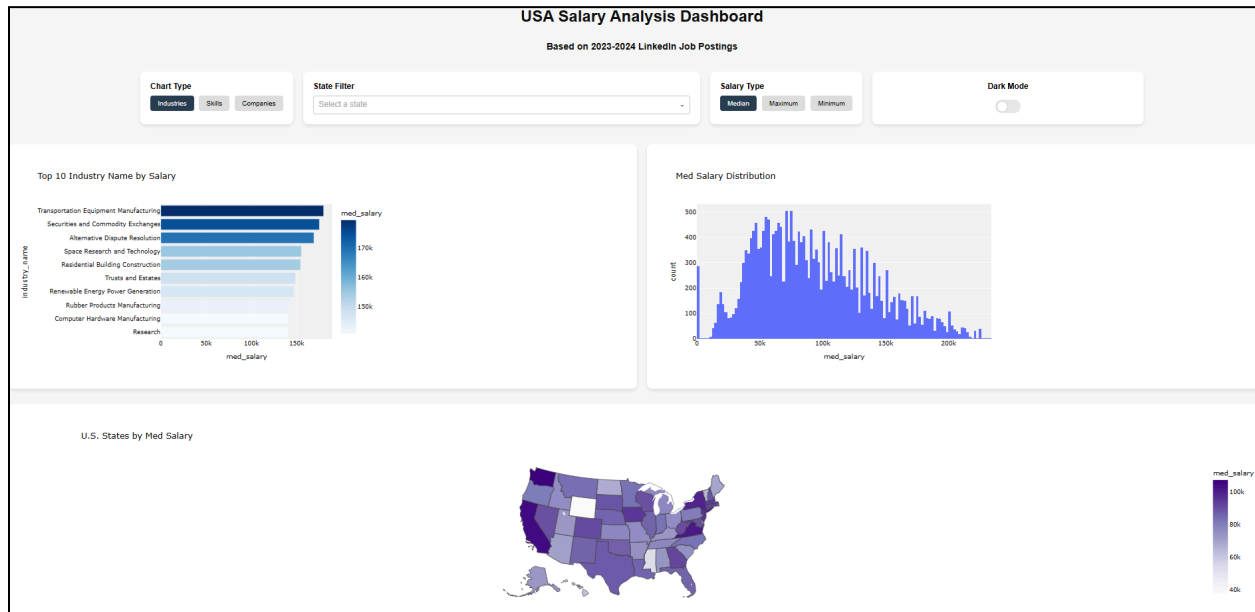 USA Salary Analysis Dashboard
Based on 2023-2024 LinkedIn Job Postings
Chart Type
Industries Skills Companies
State Filter
Select a state
Salary Type
Median Maximum Minimum
Dark Mode
Top 10 Industry Name by Salary
industry_name
Transportation Equipment Manufacturing
Securities and Commodity Exchanges
Alternative Dispute Resolution
Space Research and Technology
Residential Building Construction
Trusts and Estates
Renewable Energy Power Generation
Rubber Products Manufacturing
Computer Hardware Manufacturing
Research
0 50k 100k 150k
med_salary
med_salary
170k
160k
150k
Med Salary Distribution
count
500
400
300
200
100
0
0 50k 100k 150k 200k
med_salary
U.S. States by Med Salary
med_salary
100k
80k
60k
40k